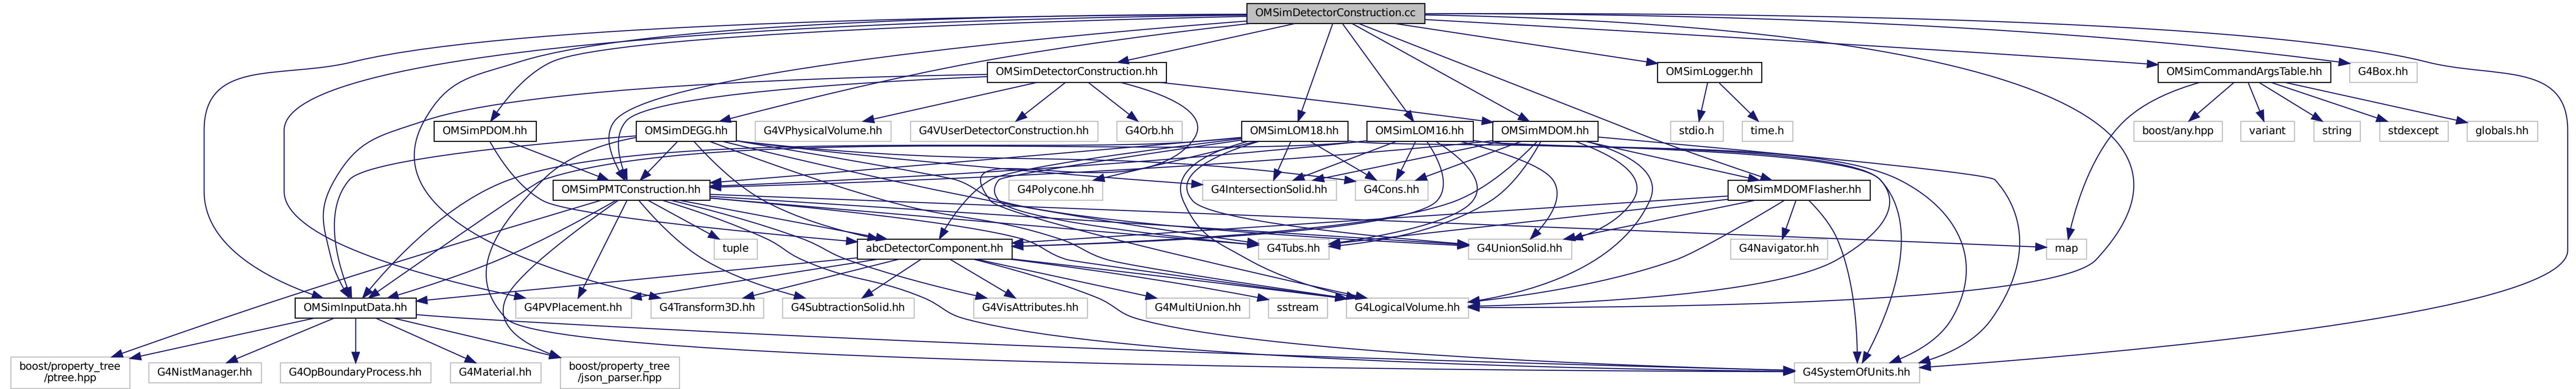 OMSimDetectorConstruction.cc
OMSimDetectorConstruction.hh
OMSimLogger.hh
OMSimCommandArgsTable.hh
G4Box.hh
OMSimPDOM.hh
OMSimDEGG.hh
G4VPhysicalVolume.hh
G4VUserDetectorConstruction.hh
G4Orb.hh
OMSimLOM18.hh
OMSimLOM16.hh
OMSimMDOM.hh
stdio.h
time.h
boost/any.hpp
variant
string
stdexcept
globals.hh
OMSimPMTConstruction.hh
G4Polycone.hh
G4IntersectionSolid.hh
G4Cons.hh
OMSimMDOMFlasher.hh
tuple
abcDetectorComponent.hh
G4Tubs.hh
G4UnionSolid.hh
G4Navigator.hh
map
OMSimInputData.hh
G4PVPlacement.hh
G4Transform3D.hh
G4SubtractionSolid.hh
G4VisAttributes.hh
G4MultiUnion.hh
sstream
G4LogicalVolume.hh
boost/property_tree
/ptree.hpp
G4NistManager.hh
G4OpBoundaryProcess.hh
G4Material.hh
boost/property_tree
/json_parser.hpp
G4SystemOfUnits.hh